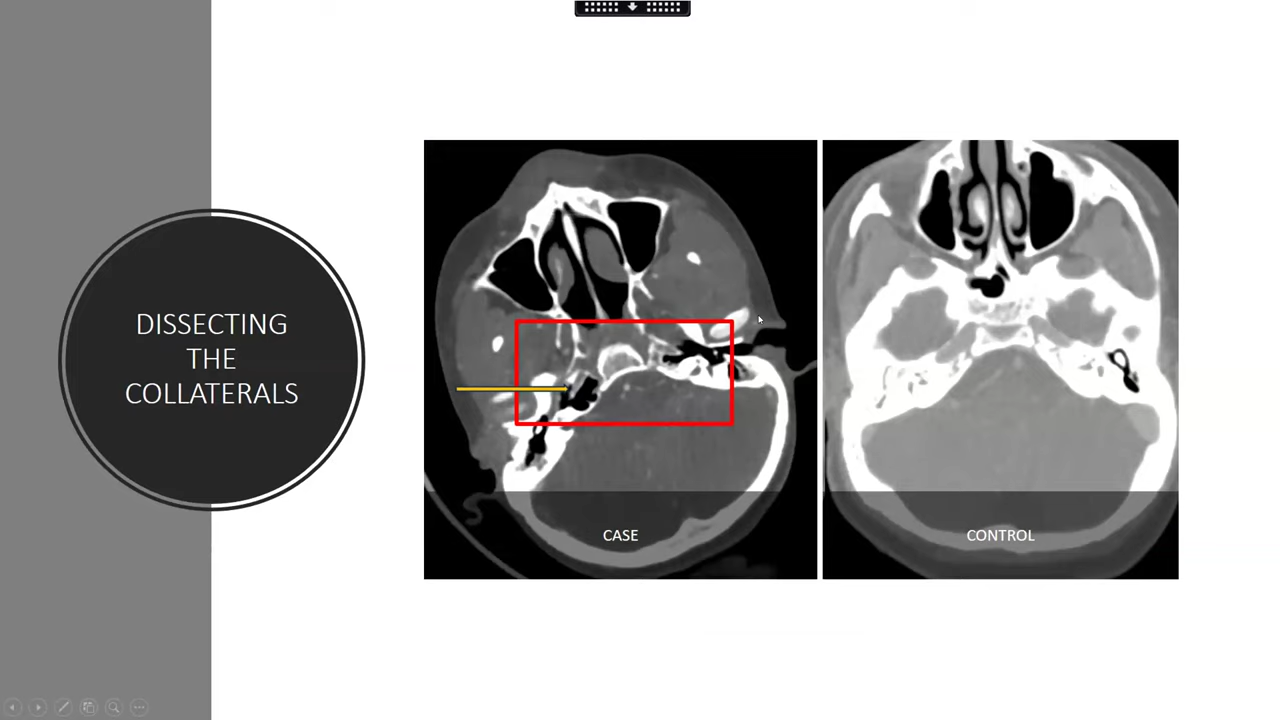 DISSECTING
THE
COLLATERALS
CASE
CONTROL